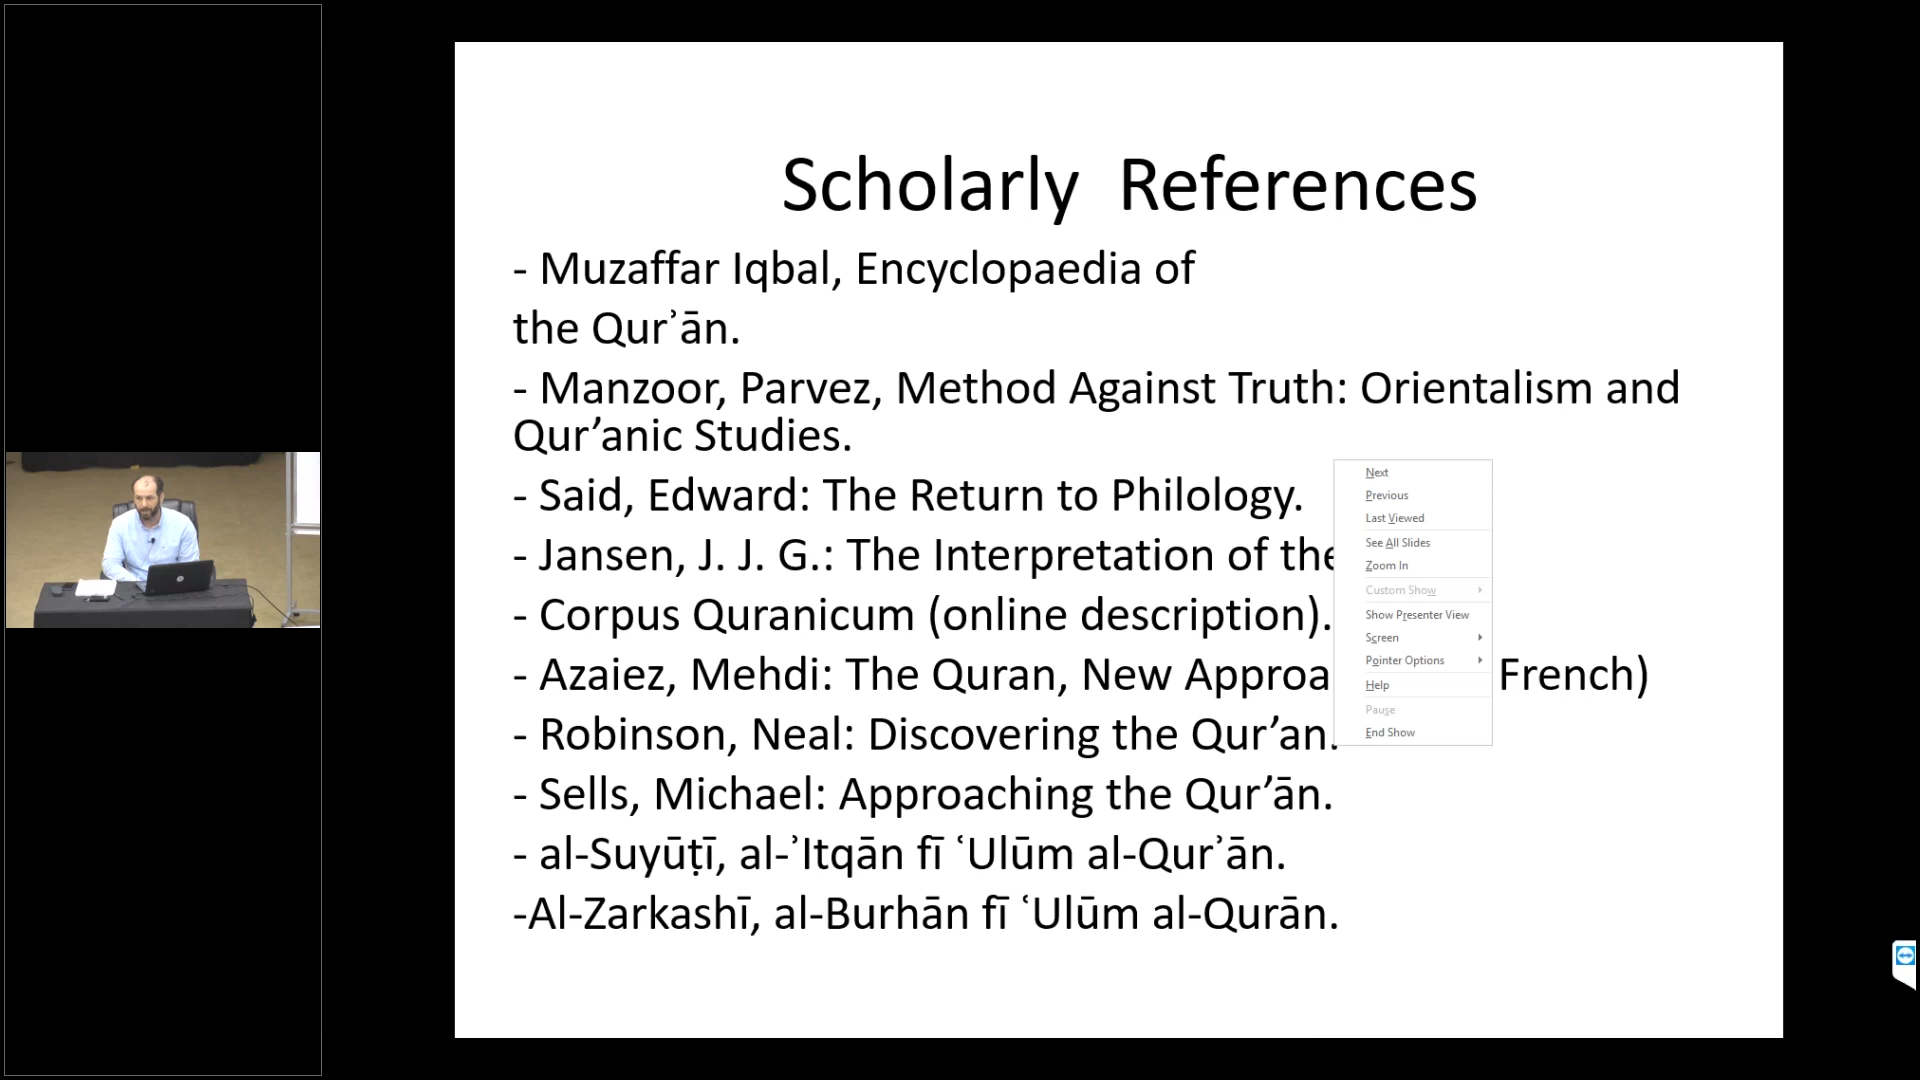 Scholarly References
- Muzaffar Iqbal, Encyclopaedia of
the Qurʾān.
- Manzoor, Parvez, Method Against Truth: Orientalism and
Qur’anic Studies.
- Said, Edward: The Return to Philology.
- Jansen, J. J. G.: The Interpretation of the
- Corpus Quranicum (online description).
- Azaiez, Mehdi: The Quran, New Approa French)
- Robinson, Neal: Discovering the Qur’an.
- Sells, Michael: Approaching the Qur’ān.
- al-Suyūṭī, al-ʾItqān fī ʿUlūm al-Qurʾān.
-Al-Zarkashī, al-Burhān fī ʿUlūm al-Qurān.
Next
Previous
Last Viewed
See All Slides
Zoom In
Custom Show
Show Presenter View
Screen
Pointer Options
Help
Pause
End Show